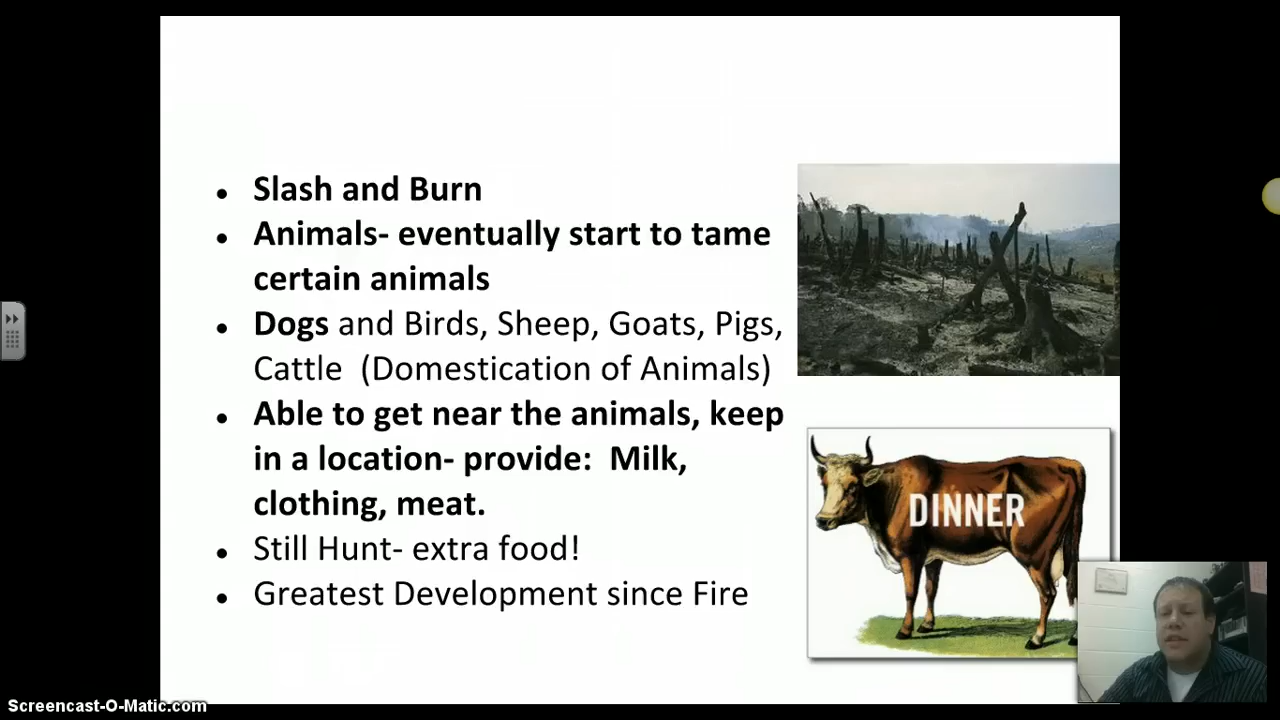 Slash and Burn
Animals- eventually start to tame
certain animals
Dogs and Birds, Sheep, Goats, Pigs,
Cattle (Domestication of Animals)
Able to get near the animals, keep
in a location- provide: Milk,
clothing, meat.
Still Hunt- extra food!
Greatest Development since Fire
DINNER
Screencast-O-Matic.com